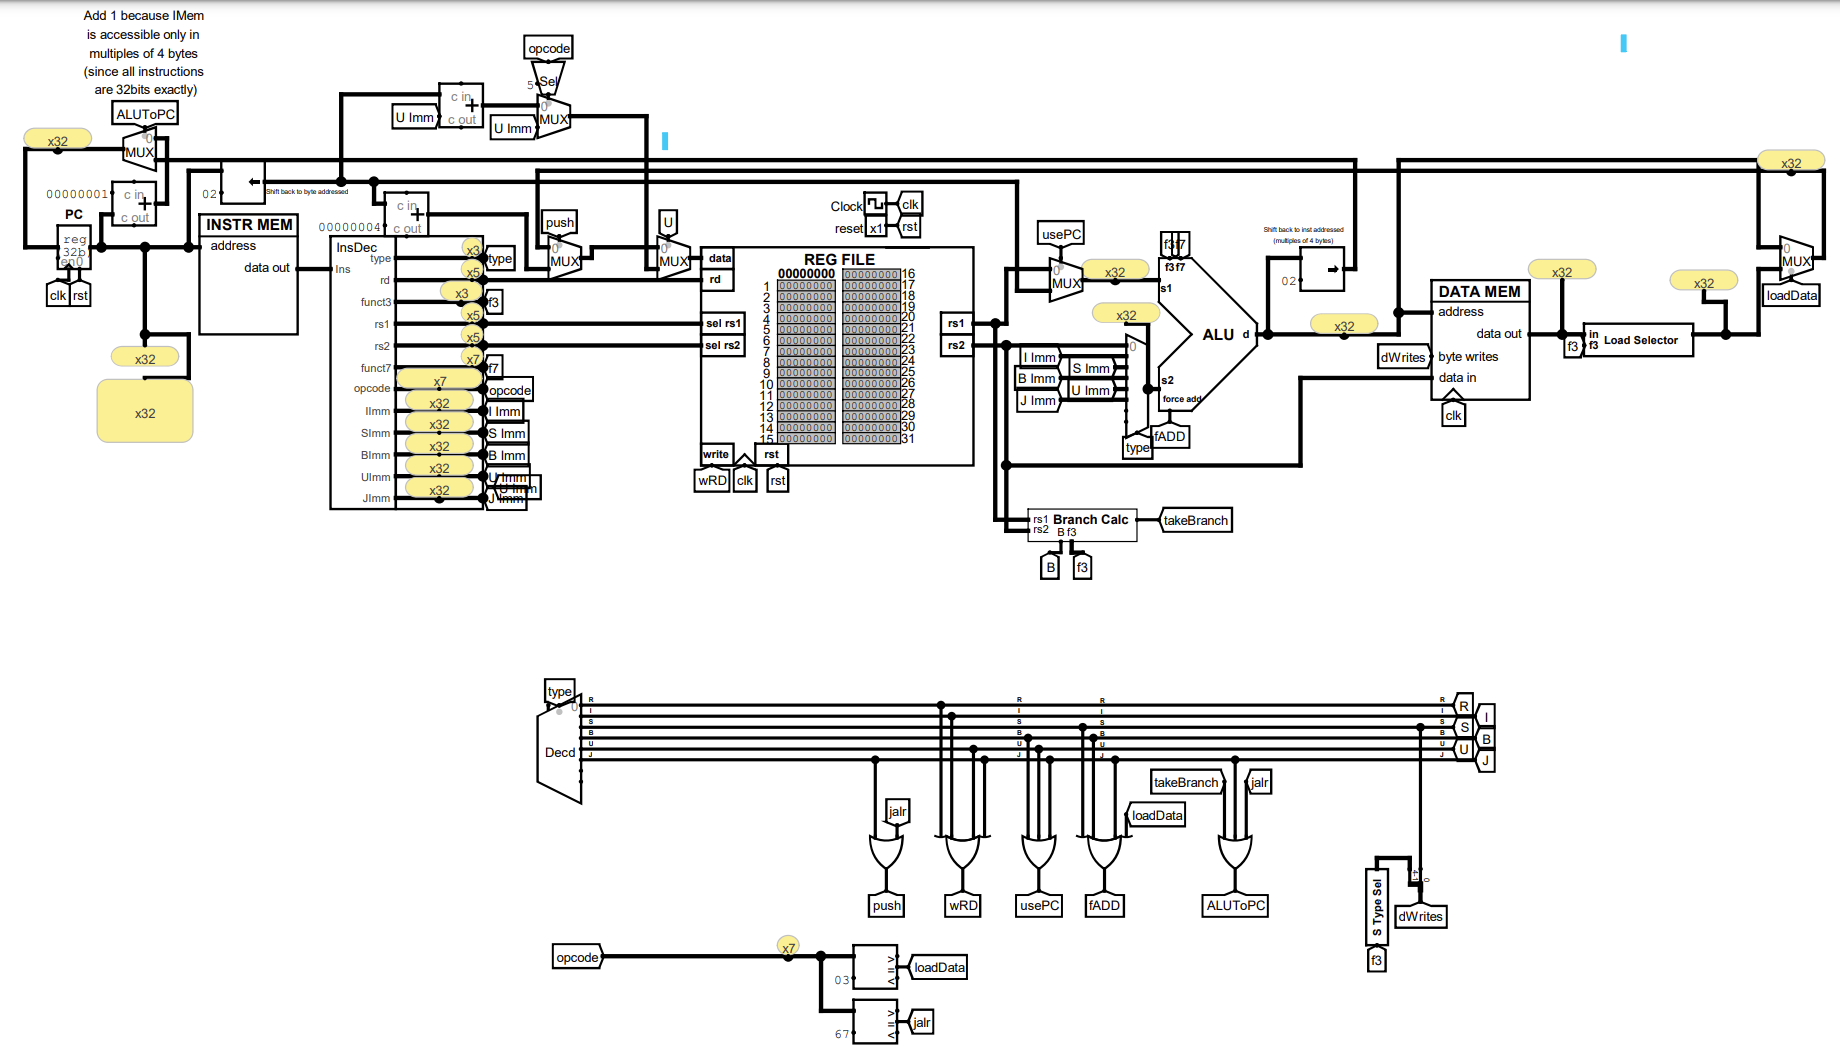 Add 1 because IMem
is accessible only in
multiples of 4 bytes
(since all instructions
are 32bits exactly)
ALUToPC
x32
0
MUX
00000001
c in
+
c out
PC
reg
32b
en0
clk
rst
x32
x32
02
Shift back to byte addressed
INSTR MEM
address
data out
opcode
5
Sel
U Imm
c in
+
c out
U Imm
0
MUX
00000004
c in
+
c out
InsDec
Ins
type
x3
type
rd
x5
funct3
x3
f3
rs1
x5
rs2
x5
funct7
x7
f7
opcode
x7
opcode
IImm
x32
I Imm
SImm
x32
S Imm
BImm
x32
B Imm
UImm
x32
U Imm
U Imm
JImm
x32
J Imm
push
0
MUX
U
0
MUX
Clock
clk
reset
x1
rst
REG FILE
data
rd
sel rs1
sel rs2
00000000
00000000 16
1 00000000 00000000 17
2 00000000 00000000 18
3 00000000 00000000 19
4 00000000 00000000 20
5 00000000 00000000 21
6 00000000 00000000 22
7 00000000 00000000 23
8 00000000 00000000 24
9 00000000 00000000 25
10 00000000 00000000 26
11 00000000 00000000 27
12 00000000 00000000 28
13 00000000 00000000 29
14 00000000 00000000 30
15 00000000 00000000 31
write
rst
wRD
clk
rst
rs1
rs2
usePC
0
MUX
x32
x32
I Imm
S Imm
B Imm
U Imm
J Imm
0
type
fADD
f3
f7
f3 f7
s1
ALU
d
s2
force add
Shift back to inst addressed
(multiples of 4 bytes)
02
x32
DATA MEM
address
data out
dWrites
byte writes
data in
clk
x32
in
f3
Load Selector
f3
x32
x32
0
MUX
loadData
rs1
Branch Calc
rs2
B f3
takeBranch
B
f3
type
0
Decd
R R R R R
I I I I I
S S S S S
B B B B B
U U U U U
J J J J J
takeBranch
jalr
jalr
loadData
push
wRD
usePC
fADD
ALUToPC
S Type Sel
4-1
0
dWrites
f3
opcode
x7
03
>
=
<
loadData
67
>
=
<
jalr